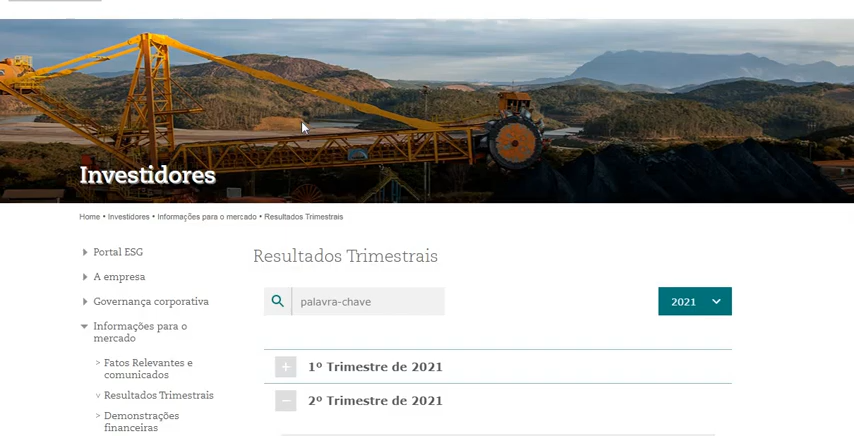 Investidores
Home • Investidores • Informações para o mercado • Resultados Trimestrais
Portal ESG
A empresa
Governança corporativa
Informações para o
mercado
> Fatos Relevantes e
comunicados
v Resultados Trimestrais
> Demonstrações
financeiras
Resultados Trimestrais
palavra-chave
2021
1º Trimestre de 2021
2º Trimestre de 2021